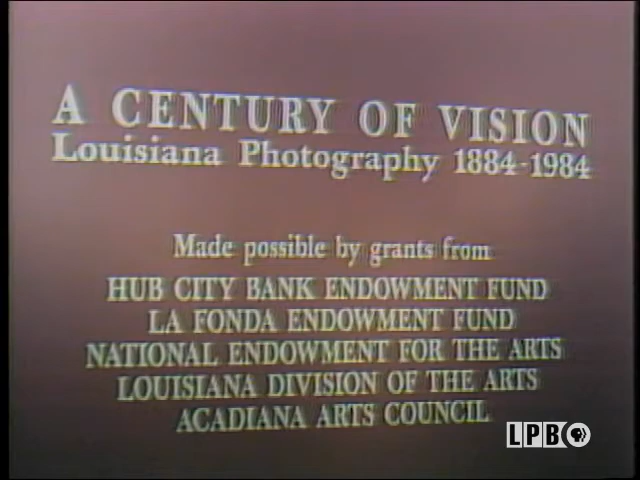 A CENTURY OF VISION
Louisiana Photography 1884-1984
Made possible by grants from
HUB CITY BANK ENDOWMENT FUND
LA FONDA ENDOWMENT FUND
NATIONAL ENDOWMENT FOR THE ARTS
LOUISIANA DIVISION OF THE ARTS
ACADIANA ARTS COUNCIL
LPB